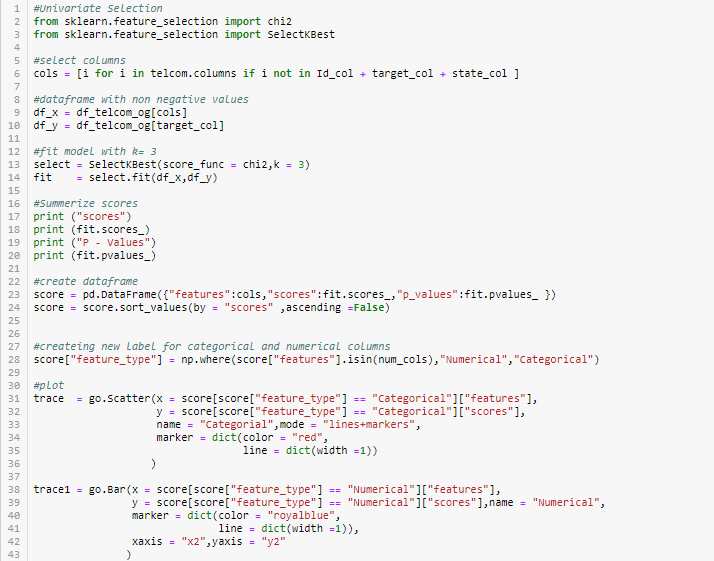 1 #Univariate Selection
2 from sklearn.feature_selection import chi2
3 from sklearn.feature_selection import SelectKBest
4
5 #select columns
6 cols = [i for i in telcom.columns if i not in Id_col + target_col + state_col ]
7
8 #dataframe with non negative values
9 df_x = df_telcom_og[cols]
10 df_y = df_telcom_og[target_col]
11
12 #fit model with k= 3
13 select = SelectKBest(score_func = chi2,k = 3)
14 fit    = select.fit(df_x,df_y)
15
16 #Summerize scores
17 print ("scores")
18 print (fit.scores_)
19 print ("P - Values")
20 print (fit.pvalues_)
21
22 #create dataframe
23 score = pd.DataFrame({"features":cols,"scores":fit.scores_,"p_values":fit.pvalues_ })
24 score = score.sort_values(by = "scores" ,ascending =False)
25
26
27 #createing new label for categorical and numerical columns
28 score["feature_type"] = np.where(score["features"].isin(num_cols),"Numerical","Categorical")
29
30 #plot
31 trace  = go.Scatter(x = score[score["feature_type"] == "Categorical"]["features"],
32                    y = score[score["feature_type"] == "Categorical"]["scores"],
33                    name = "Categorial",mode = "lines+markers",
34                    marker = dict(color = "red",
35                                  line = dict(width =1))
36                   )
37
38 trace1 = go.Bar(x = score[score["feature_type"] == "Numerical"]["features"],
39                y = score[score["feature_type"] == "Numerical"]["scores"],name = "Numerical",
40                marker = dict(color = "royalblue",
41                              line = dict(width =1)),
42                xaxis = "x2",yaxis = "y2"
43               )